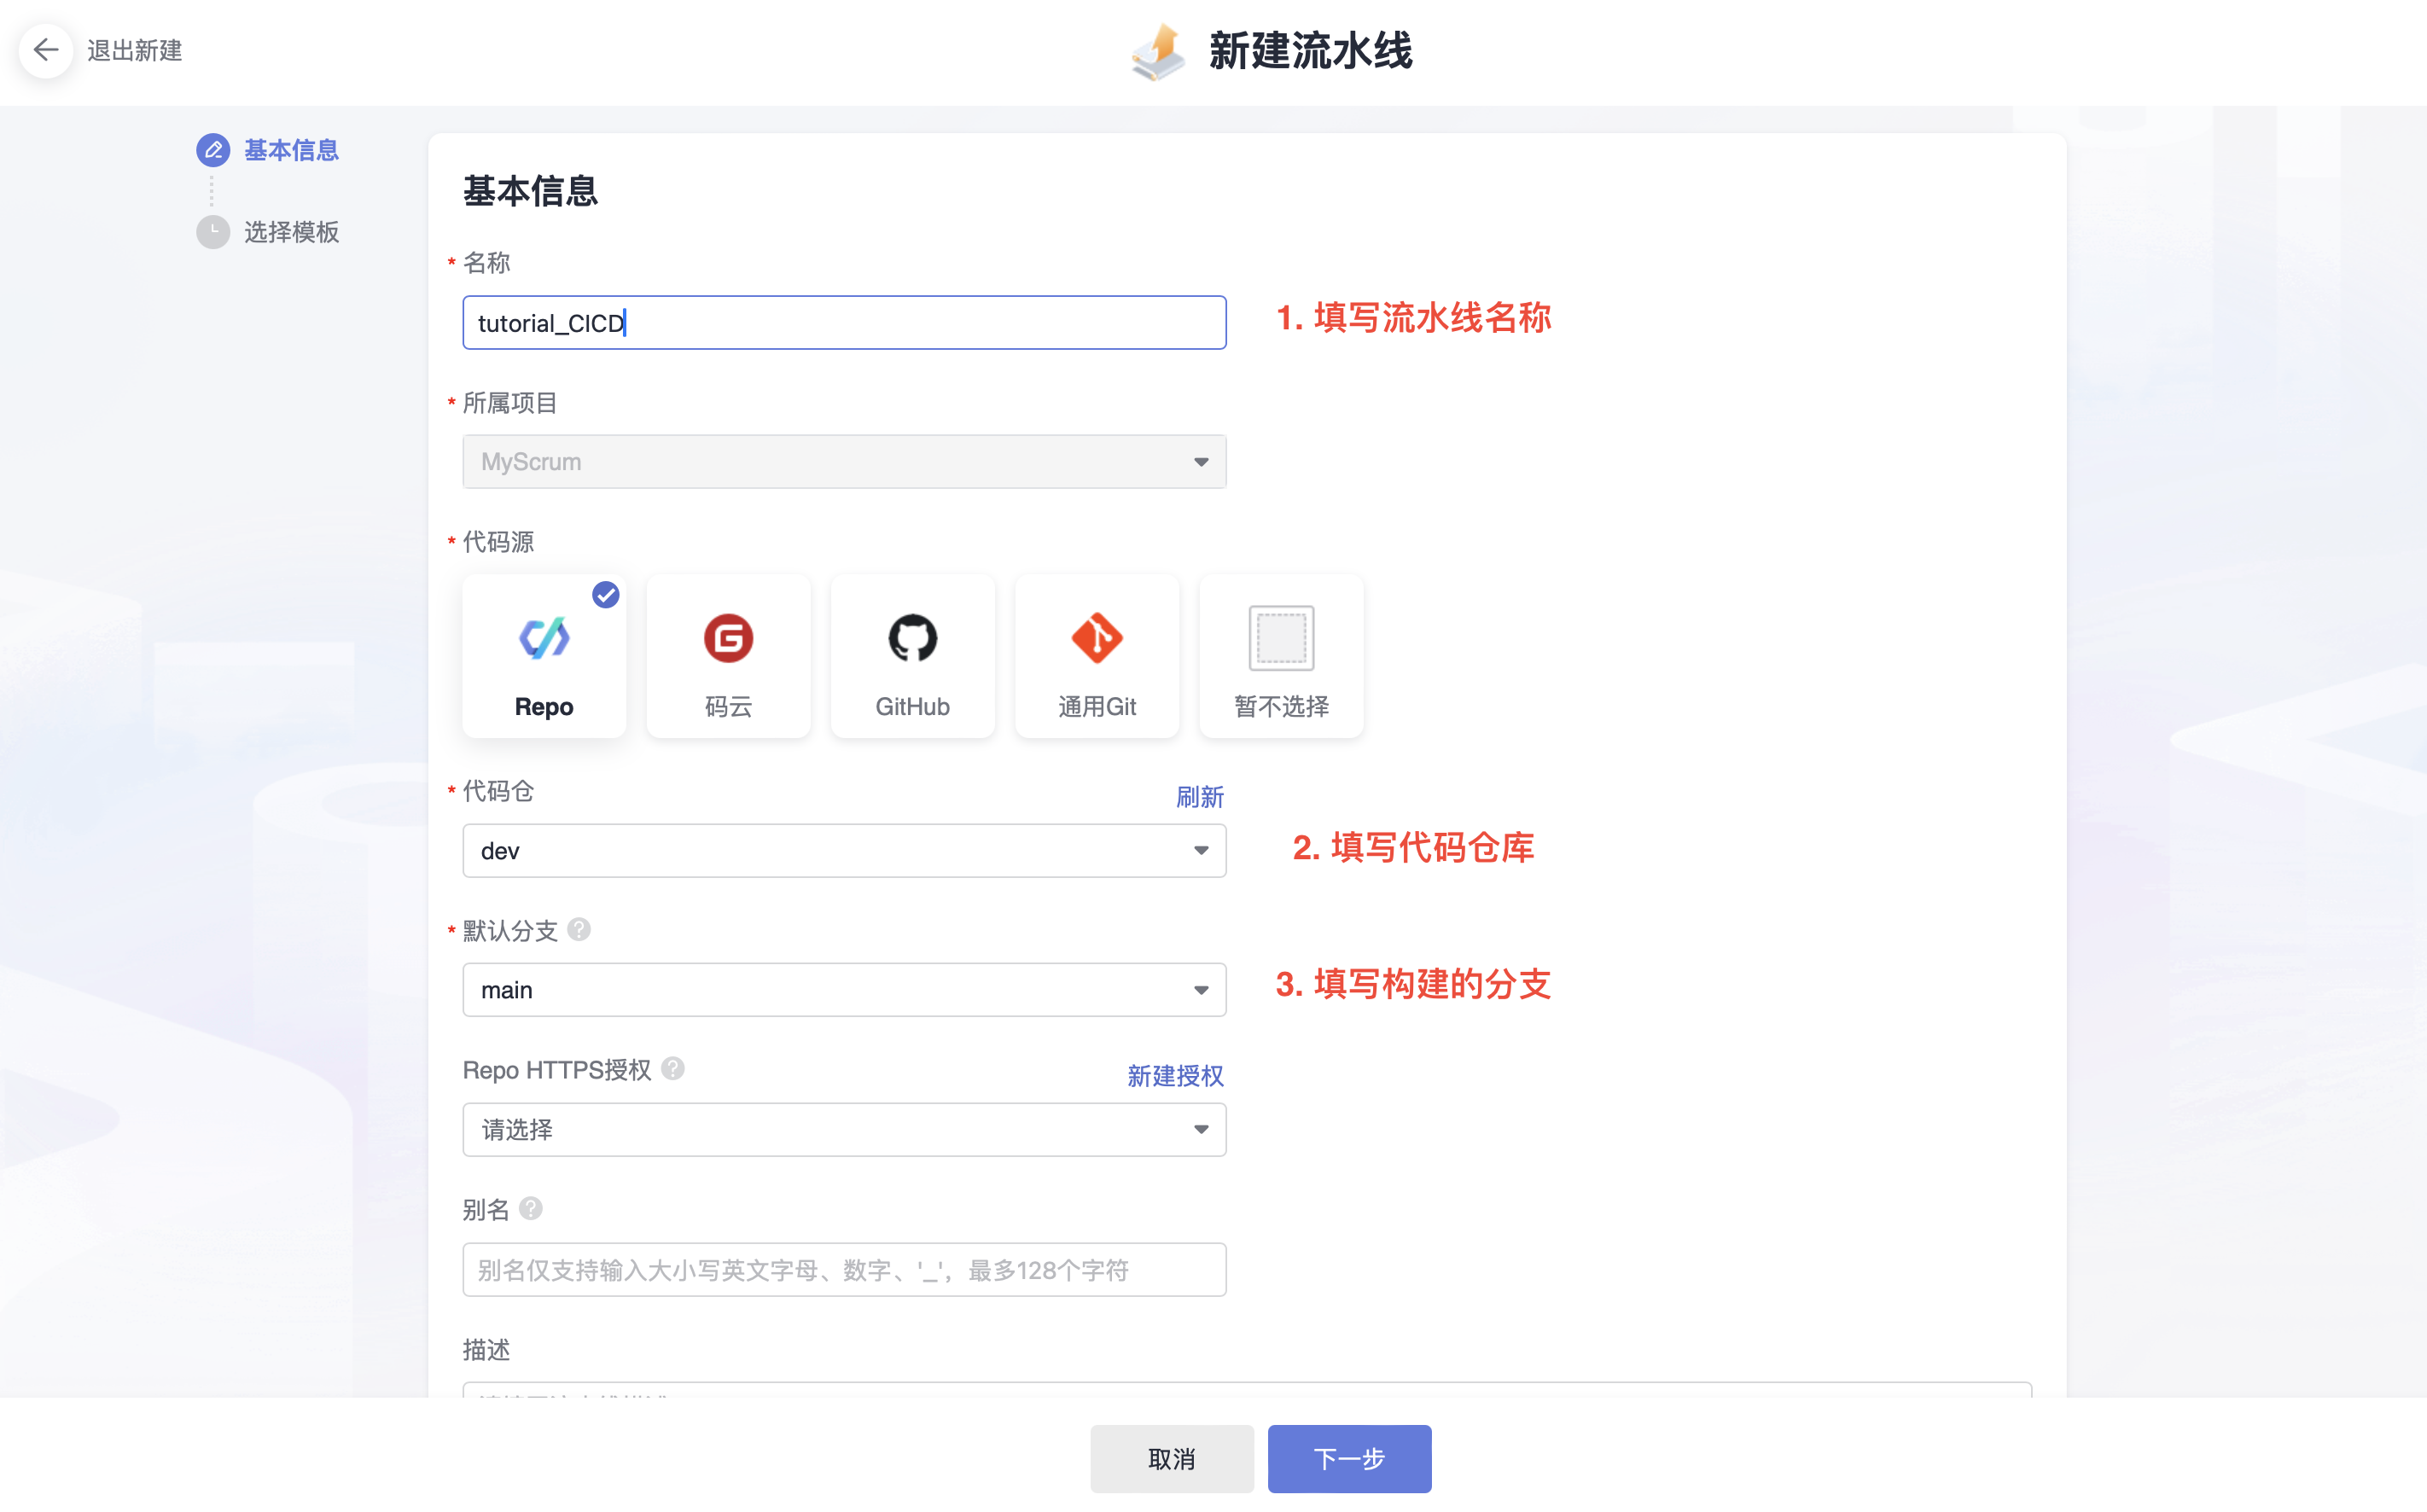 退出新建
新建流水线
基本信息
选择模板
基本信息
* 名称
tutorial_CICD
1. 填写流水线名称
* 所属项目
MyScrum
* 代码源
Repo
码云
GitHub
通用Git
暂不选择
* 代码仓
刷新
dev
2. 填写代码仓库
* 默认分支 ?
main
3. 填写构建的分支
Repo HTTPS授权 ?
新建授权
请选择
别名 ?
别名仅支持输入大小写英文字母、数字、'_'，最多128个字符
描述
取消
下一步